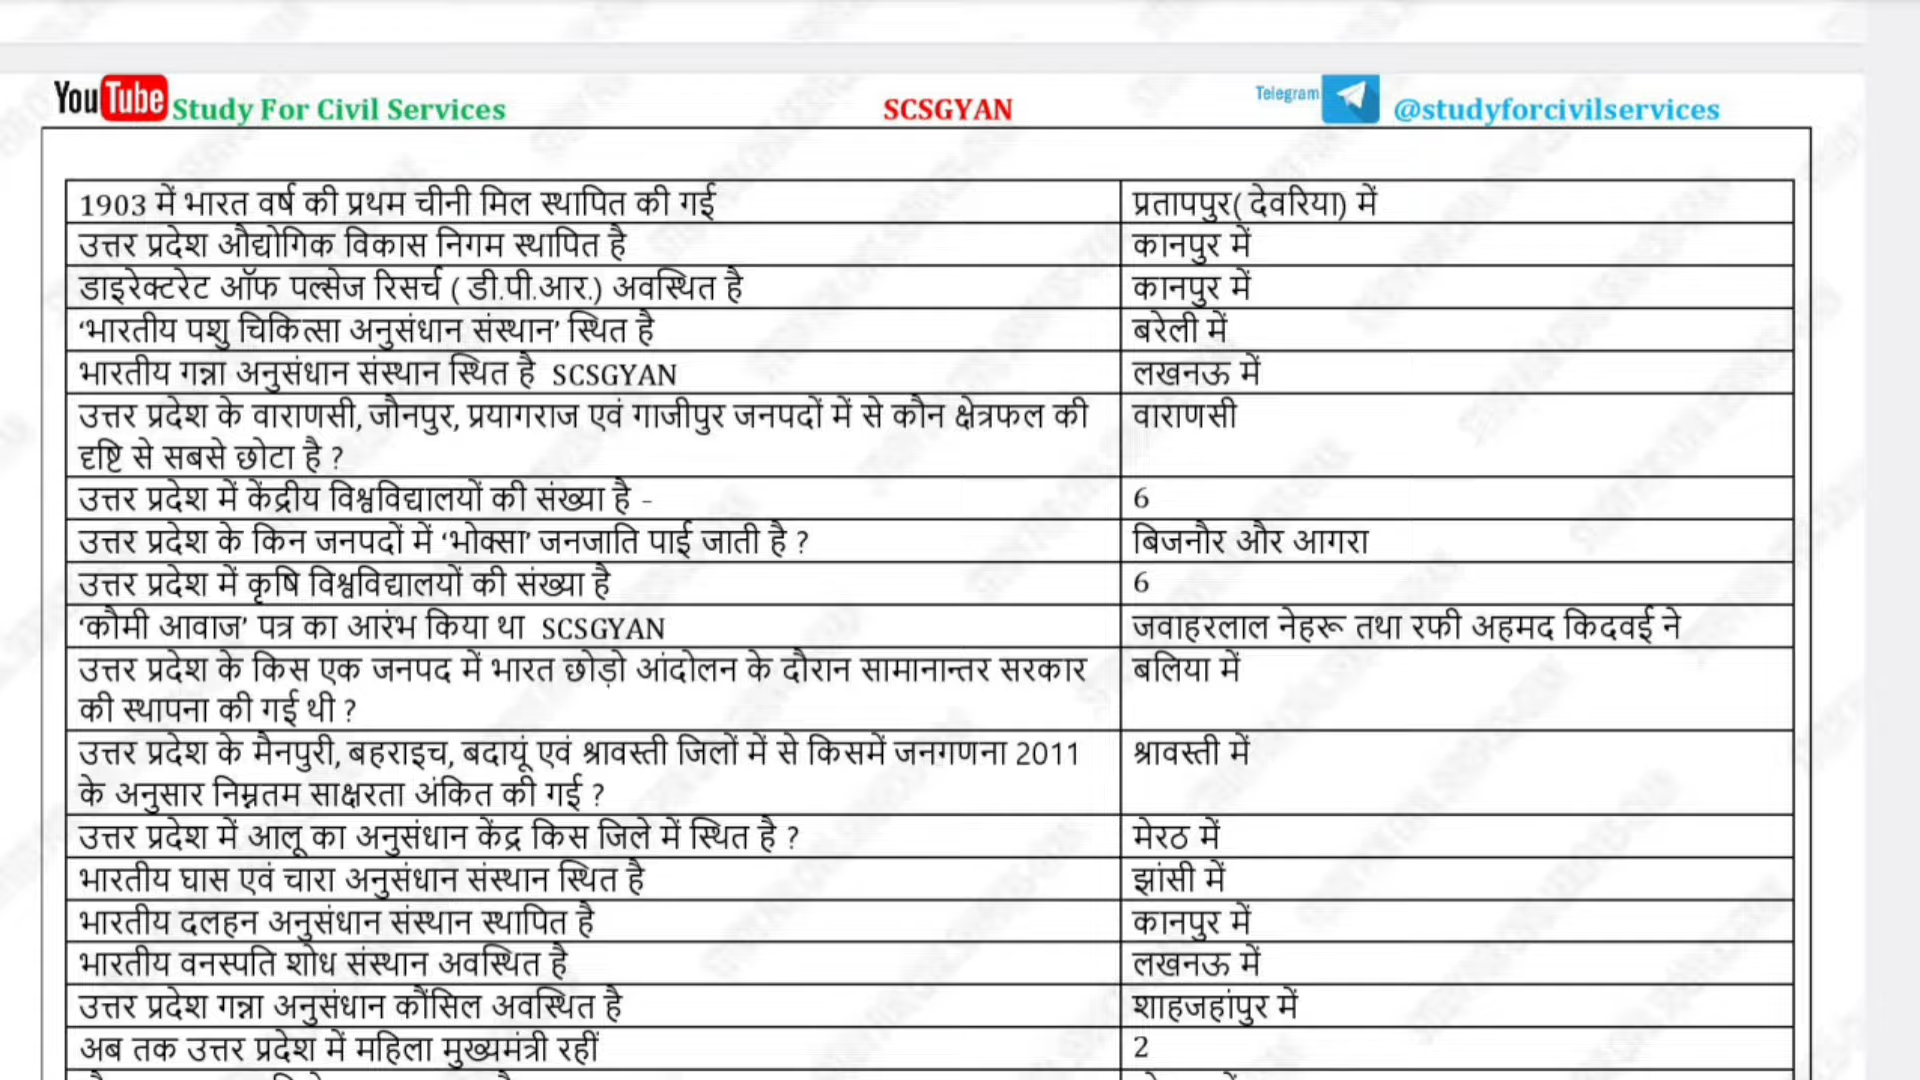 YouTube Study For Civil Services SCSGYAN Telegram @studyforcivilservices
1903 में भारत वर्ष की प्रथम चीनी मिल स्थापित की गई प्रतापपुर( देवरिया) में
उत्तर प्रदेश औद्योगिक विकास निगम स्थापित है कानपुर में
डाइरेक्टरेट ऑफ पल्सेज रिसर्च ( डी.पी.आर.) अवस्थित है कानपुर में
‘भारतीय पशु चिकित्सा अनुसंधान संस्थान’ स्थित है बरेली में
भारतीय गन्ना अनुसंधान संस्थान स्थित है SCSGYAN लखनऊ में
उत्तर प्रदेश के वाराणसी, जौनपुर, प्रयागराज एवं गाजीपुर जनपदों में से कौन क्षेत्रफल की वाराणसी
दृष्टि से सबसे छोटा है ?
उत्तर प्रदेश में केंद्रीय विश्वविद्यालयों की संख्या है - 6
उत्तर प्रदेश के किन जनपदों में ‘भोक्सा’ जनजाति पाई जाती है ? बिजनौर और आगरा
उत्तर प्रदेश में कृषि विश्वविद्यालयों की संख्या है 6
‘कौमी आवाज’ पत्र का आरंभ किया था SCSGYAN जवाहरलाल नेहरू तथा रफी अहमद किदवई ने
उत्तर प्रदेश के किस एक जनपद में भारत छोड़ो आंदोलन के दौरान सामानान्तर सरकार बलिया में
की स्थापना की गई थी ?
उत्तर प्रदेश के मैनपुरी, बहराइच, बदायूं एवं श्रावस्ती जिलों में से किसमें जनगणना 2011 श्रावस्ती में
के अनुसार निम्नतम साक्षरता अंकित की गई ?
उत्तर प्रदेश में आलू का अनुसंधान केंद्र किस जिले में स्थित है ? मेरठ में
भारतीय घास एवं चारा अनुसंधान संस्थान स्थित है झांसी में
भारतीय दलहन अनुसंधान संस्थान स्थापित है कानपुर में
भारतीय वनस्पति शोध संस्थान अवस्थित है लखनऊ में
उत्तर प्रदेश गन्ना अनुसंधान कौंसिल अवस्थित है शाहजहांपुर में
अब तक उत्तर प्रदेश में महिला मुख्यमंत्री रहीं 2